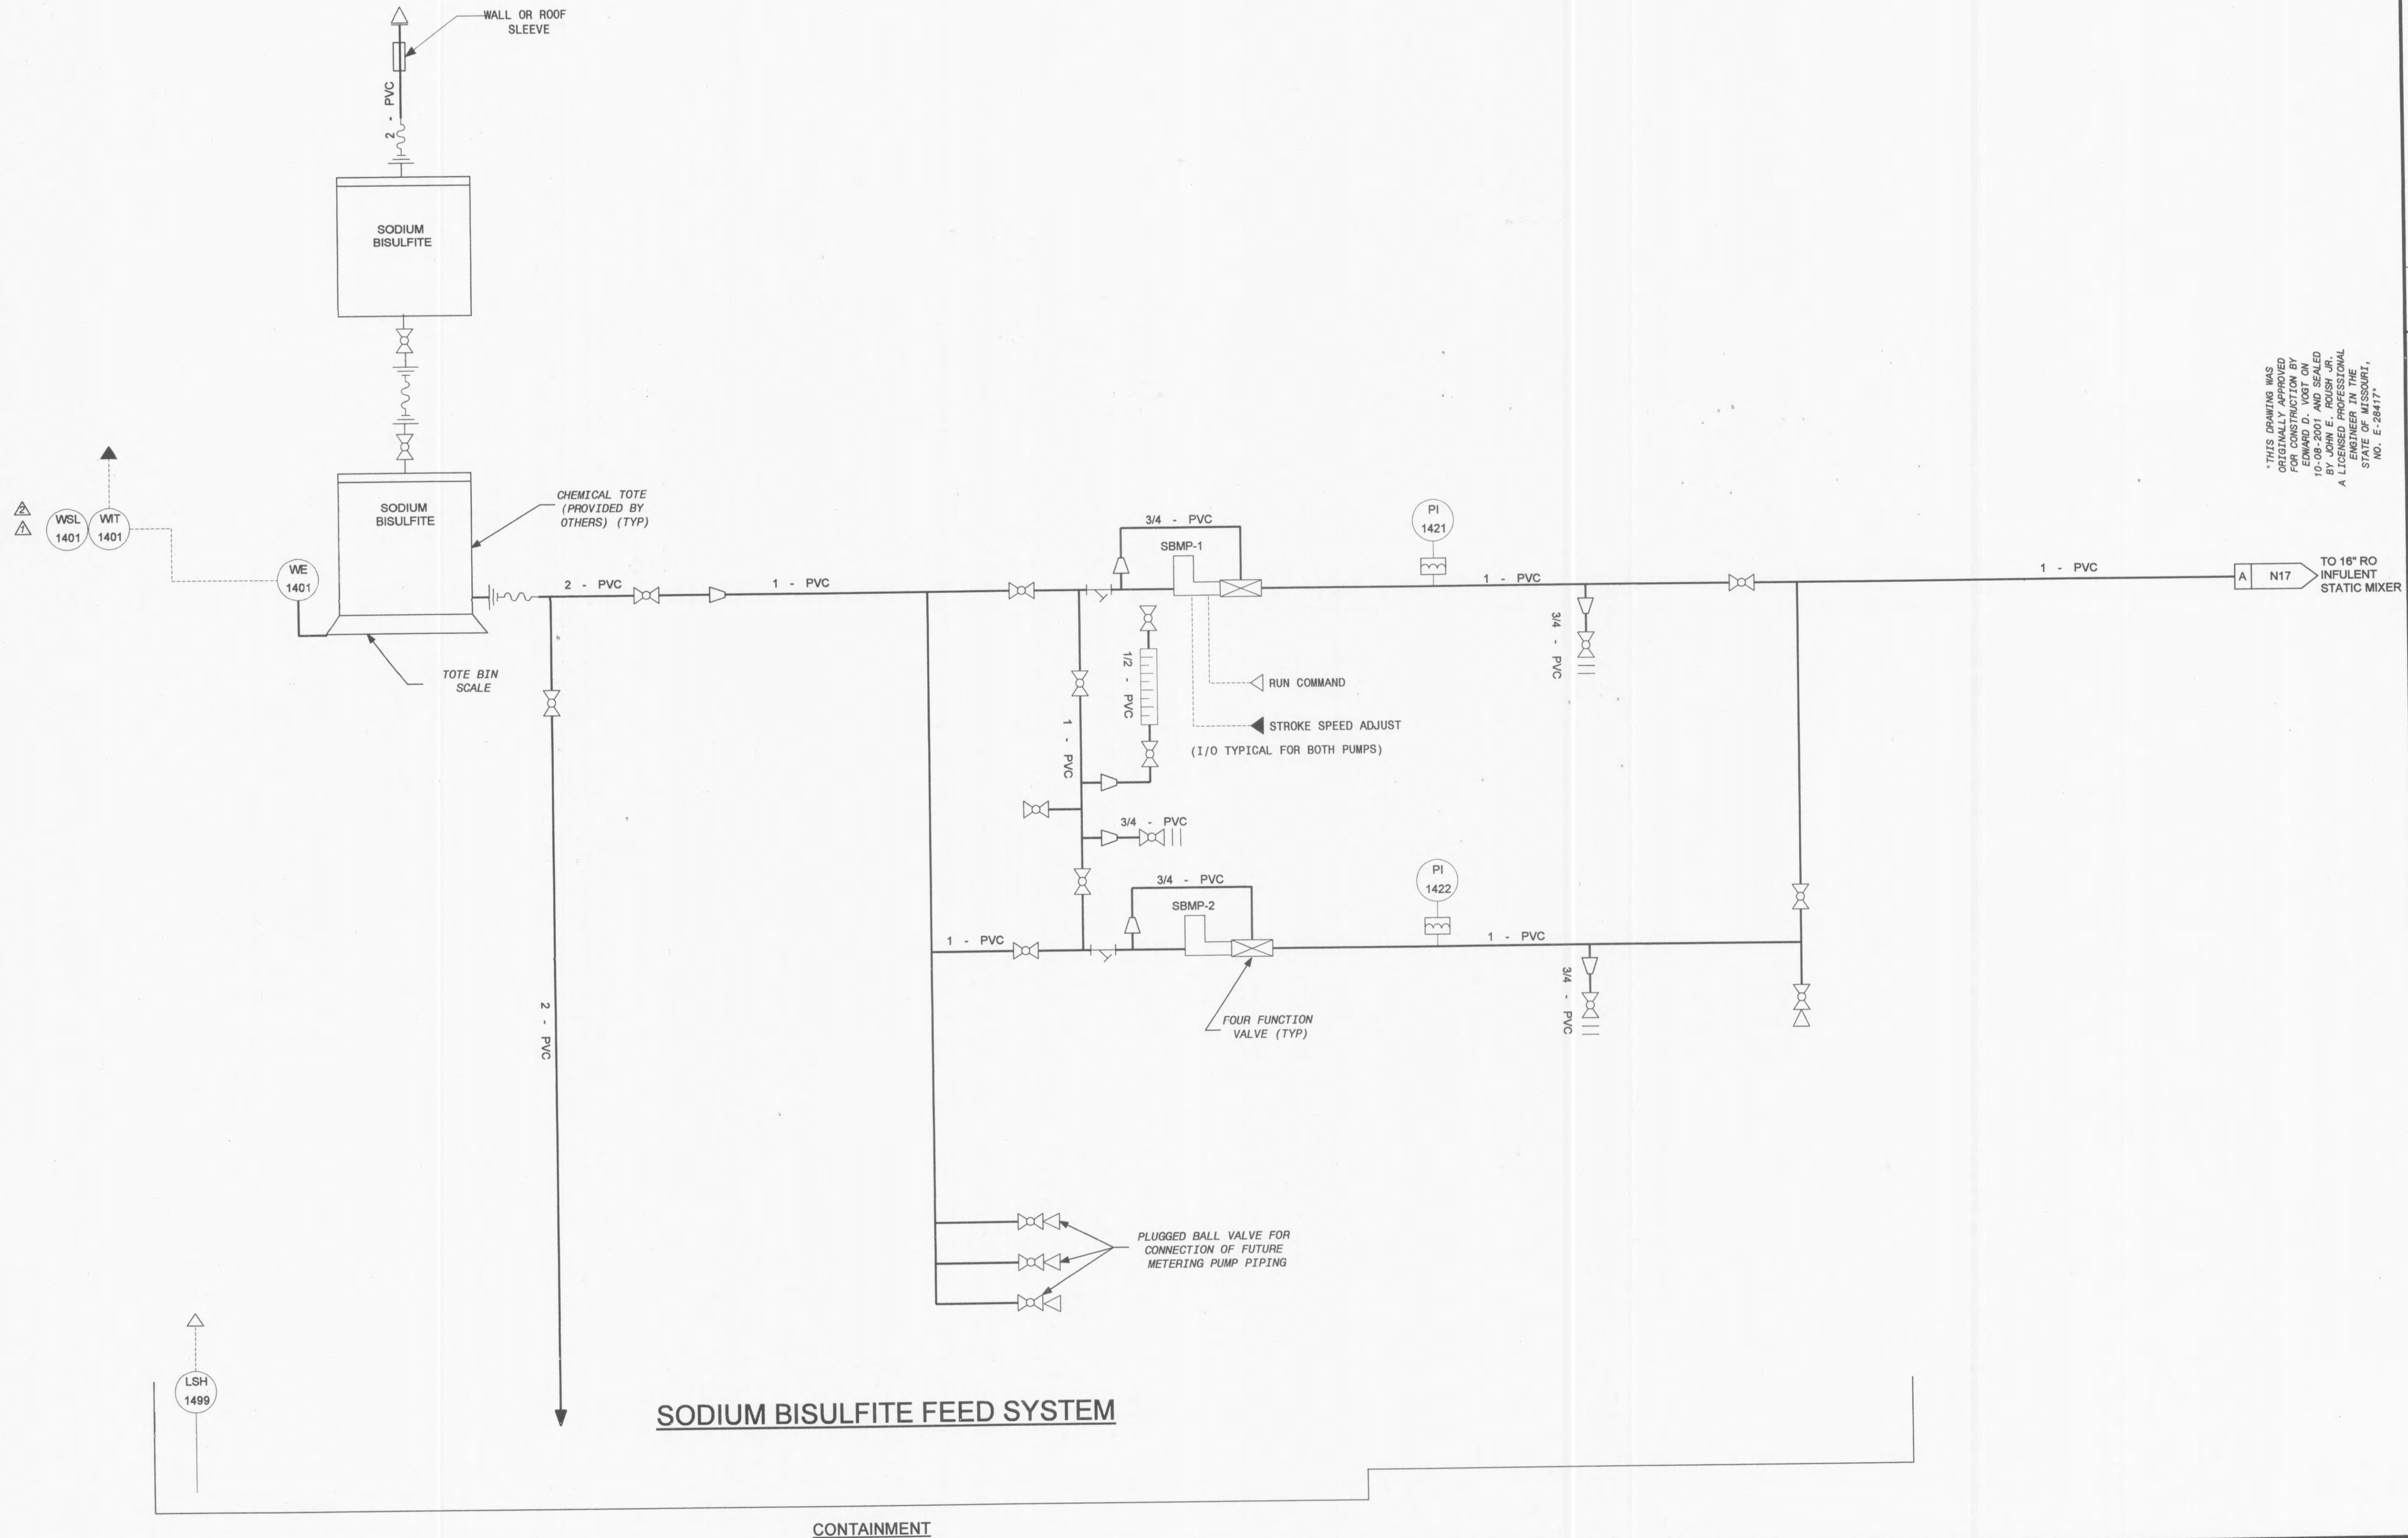 WALL OR ROOF
SLEEVE
2 - PVC
SODIUM
BISULFITE
SODIUM
BISULFITE
CHEMICAL TOTE
(PROVIDED BY
OTHERS) (TYP)
2
1
WSL
1401
WIT
1401
WE
1401
TOTE BIN
SCALE
2 - PVC
1 - PVC
2 - PVC
3/4 - PVC
SBMP-1
PI
1421
1 - PVC
3/4 - PVC
1 - PVC
A
N17
TO 16" RO
INFULENT
STATIC MIXER
"THIS DRAWING WAS
ORIGINALLY APPROVED
FOR CONSTRUCTION BY
EDWARD D. VOGT ON
10-08-2001 AND SEALED
BY JOHN E. ROUSH JR.
A LICENSED PROFESSIONAL
ENGINEER IN THE
STATE OF MISSOURI,
NO. E-28417"
1/2 - PVC
1 - PVC
RUN COMMAND
STROKE SPEED ADJUST
(I/O TYPICAL FOR BOTH PUMPS)
3/4 - PVC
3/4 - PVC
SBMP-2
PI
1422
1 - PVC
1 - PVC
3/4 - PVC
FOUR FUNCTION
VALVE (TYP)
PLUGGED BALL VALVE FOR
CONNECTION OF FUTURE
METERING PUMP PIPING
LSH
1499
SODIUM BISULFITE FEED SYSTEM
CONTAINMENT